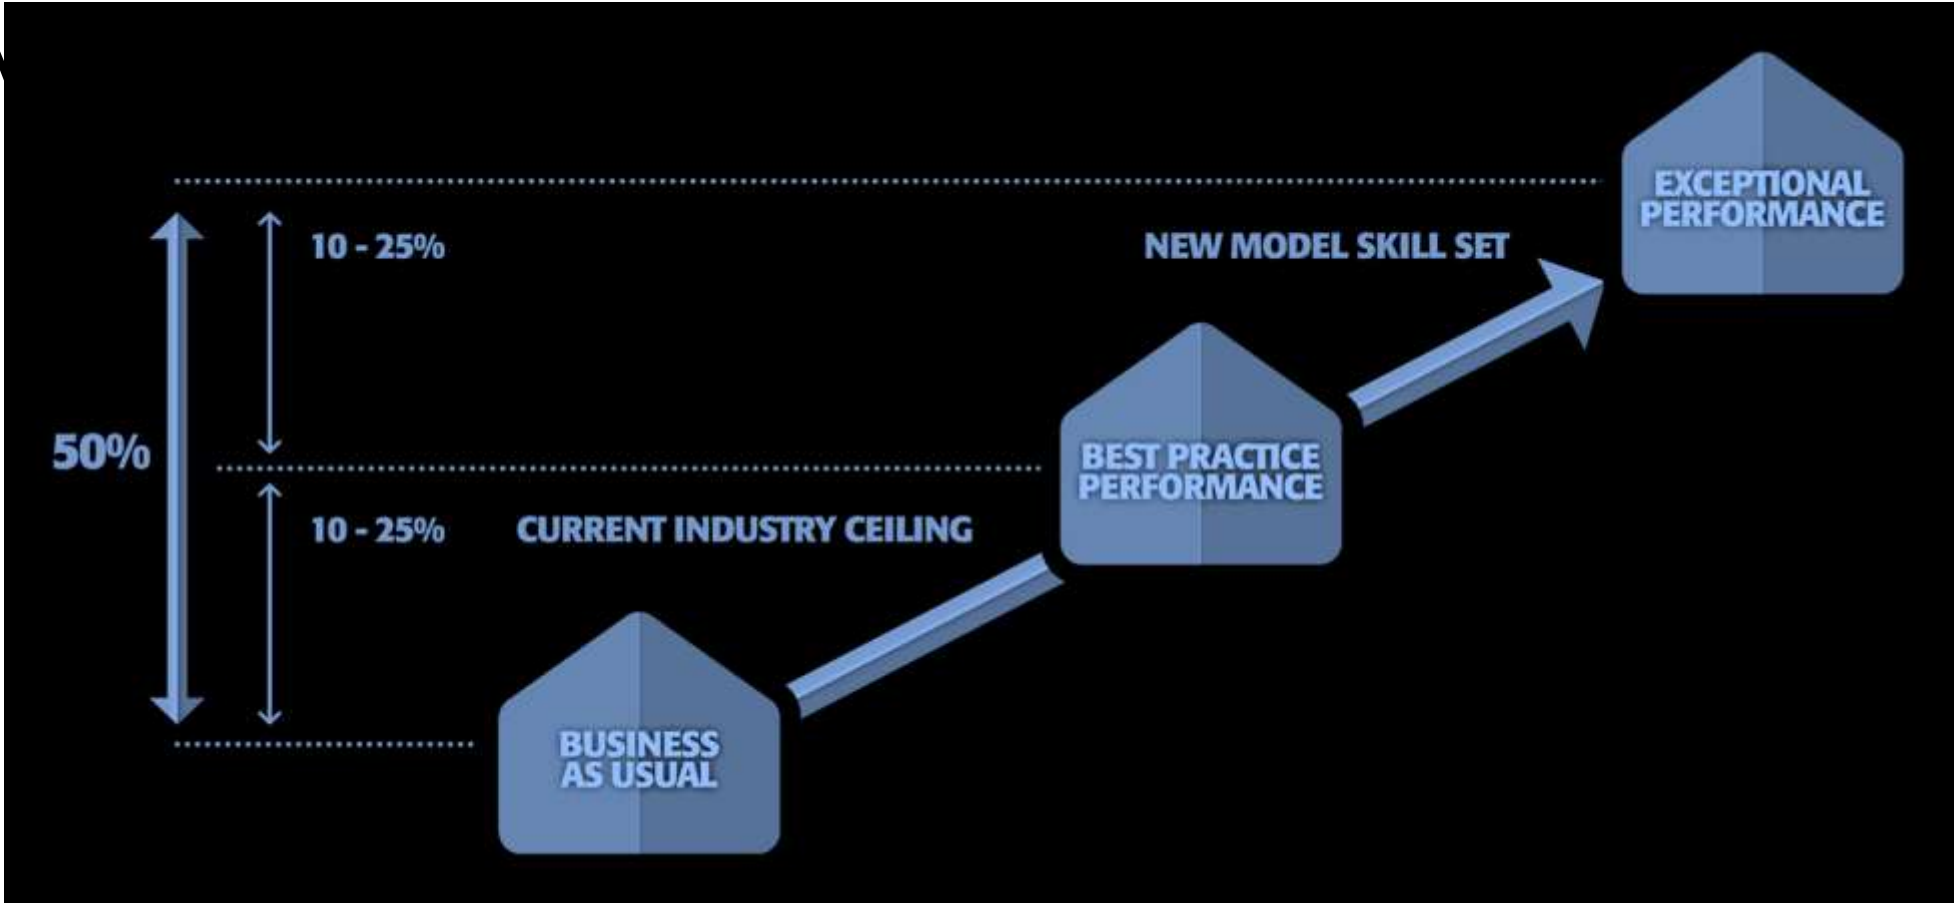 EXCEPTIONAL
PERFORMANCE
10 - 25%
NEW MODEL SKILL SET
50%
BEST PRACTICE
PERFORMANCE
10 - 25%
CURRENT INDUSTRY CEILING
BUSINESS
AS USUAL